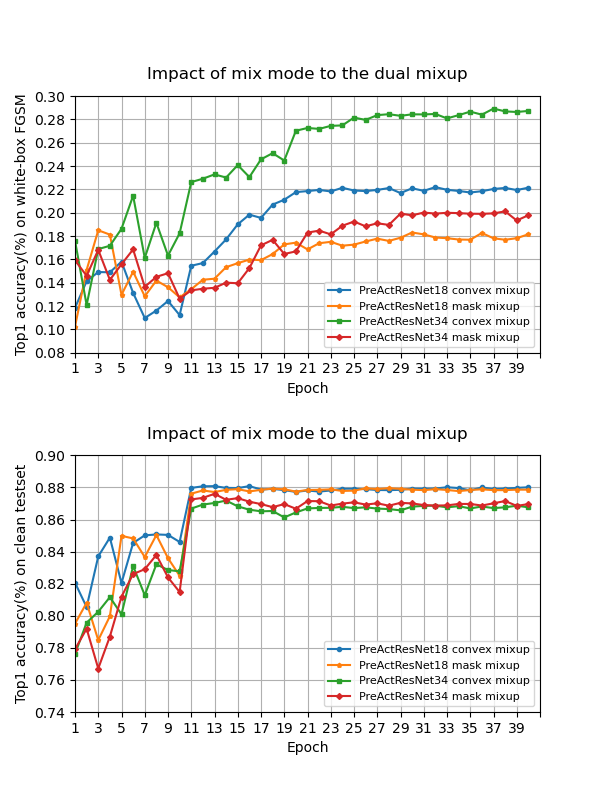 Impact of mix mode to the dual mixup
Top1 accuracy(%) on white-box FGSM
0.30
0.28
0.26
0.24
0.22
0.20
0.18
0.16
0.14
0.12
0.10
0.08
PreActResNet18 convex mixup
PreActResNet18 mask mixup
PreActResNet34 convex mixup
PreActResNet34 mask mixup
1 3 5 7 9 11 13 15 17 19 21 23 25 27 29 31 33 35 37 39
Epoch
Impact of mix mode to the dual mixup
Top1 accuracy(%) on clean testset
0.90
0.88
0.86
0.84
0.82
0.80
0.78
0.76
0.74
PreActResNet18 convex mixup
PreActResNet18 mask mixup
PreActResNet34 convex mixup
PreActResNet34 mask mixup
1 3 5 7 9 11 13 15 17 19 21 23 25 27 29 31 33 35 37 39
Epoch